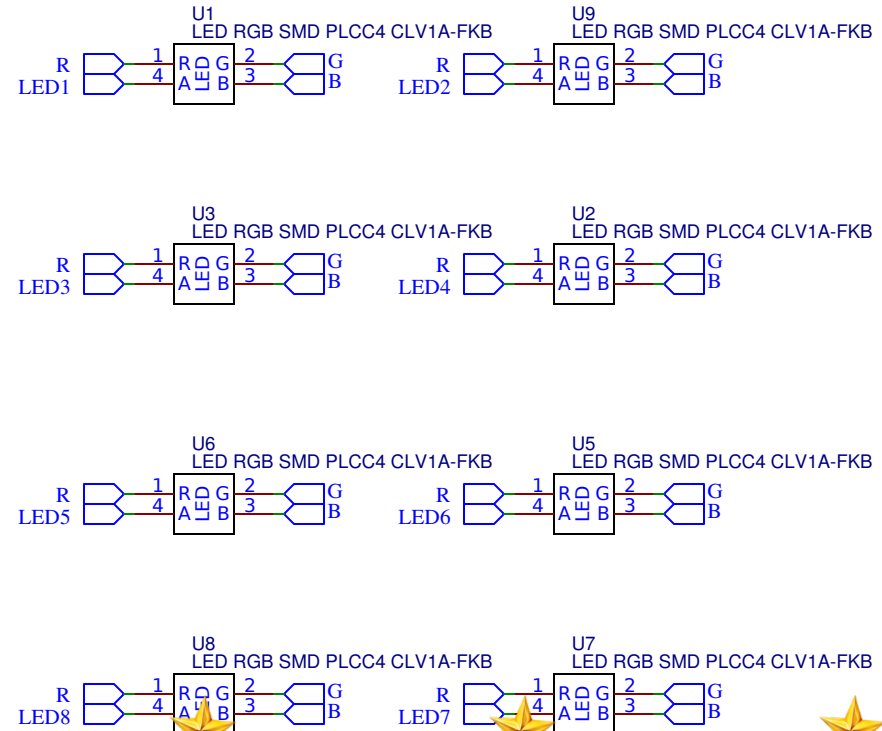 U1
LED RGB SMD PLCC4 CLV1A-FKB
R 1 R LED G 2 G
LED1 4 A B 3 B
U9
LED RGB SMD PLCC4 CLV1A-FKB
R 1 R LED G 2 G
LED2 4 A B 3 B
U3
LED RGB SMD PLCC4 CLV1A-FKB
R 1 R LED G 2 G
LED3 4 A B 3 B
U2
LED RGB SMD PLCC4 CLV1A-FKB
R 1 R LED G 2 G
LED4 4 A B 3 B
U6
LED RGB SMD PLCC4 CLV1A-FKB
R 1 R LED G 2 G
LED5 4 A B 3 B
U5
LED RGB SMD PLCC4 CLV1A-FKB
R 1 R LED G 2 G
LED6 4 A B 3 B
U8
LED RGB SMD PLCC4 CLV1A-FKB
R 1 R G 2 G
LED8 4 A B 3 B
U7
LED RGB SMD PLCC4 CLV1A-FKB
R 1 R LED G 2 G
LED7 4 A B 3 B